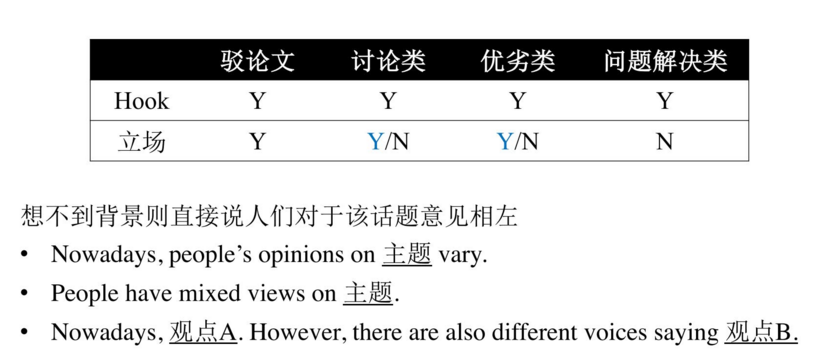 驳论文 讨论类 优劣类 问题解决类
Hook Y Y Y Y
立场 Y Y/N Y/N N
想不到背景则直接说人们对于该话题意见相左
• Nowadays, people’s opinions on 主题 vary.
• People have mixed views on 主题.
• Nowadays, 观点A. However, there are also different voices saying 观点B.